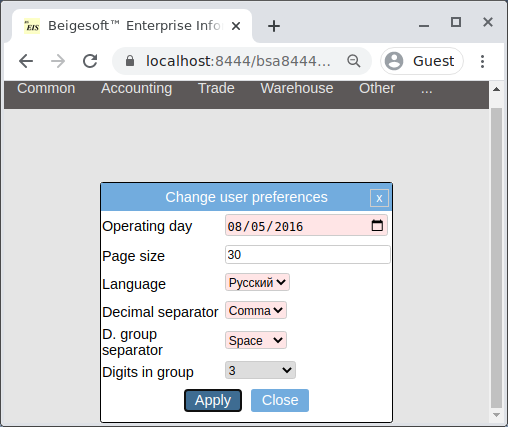 EIS
Beigesoft™ Enterprise Info
localhost:8444/bsa8444...
Guest
Common Accounting Trade Warehouse Other ...
Change user preferences x
Operating day 08/05/2016
Page size 30
Language Русский
Decimal separator Comma
D. group
separator Space
Digits in group 3
Apply Close